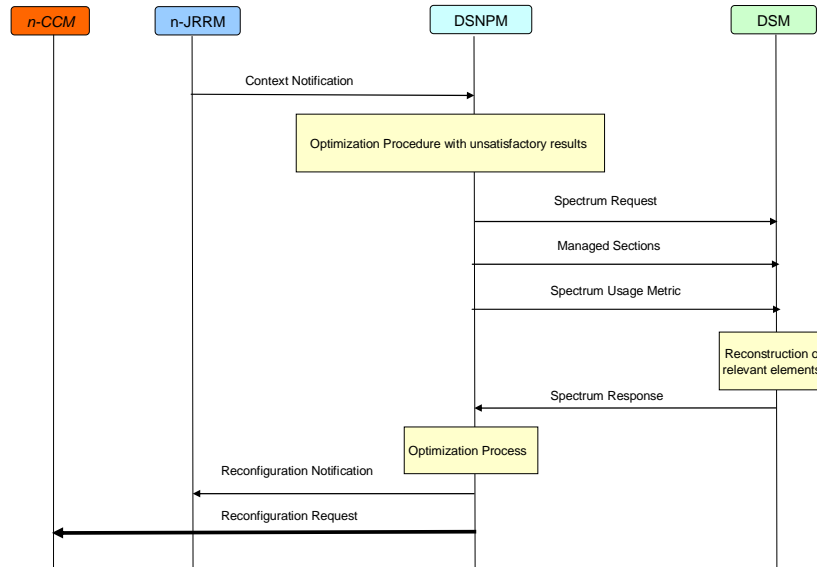 n-CCM
n-JRRM
DSNPM
DSM
Context Notification
Optimization Procedure with unsatisfactory results
Spectrum Request
Managed Sections
Spectrum Usage Metric
Reconstruction o
relevant elements
Spectrum Response
Optimization Process
Reconfiguration Notification
Reconfiguration Request